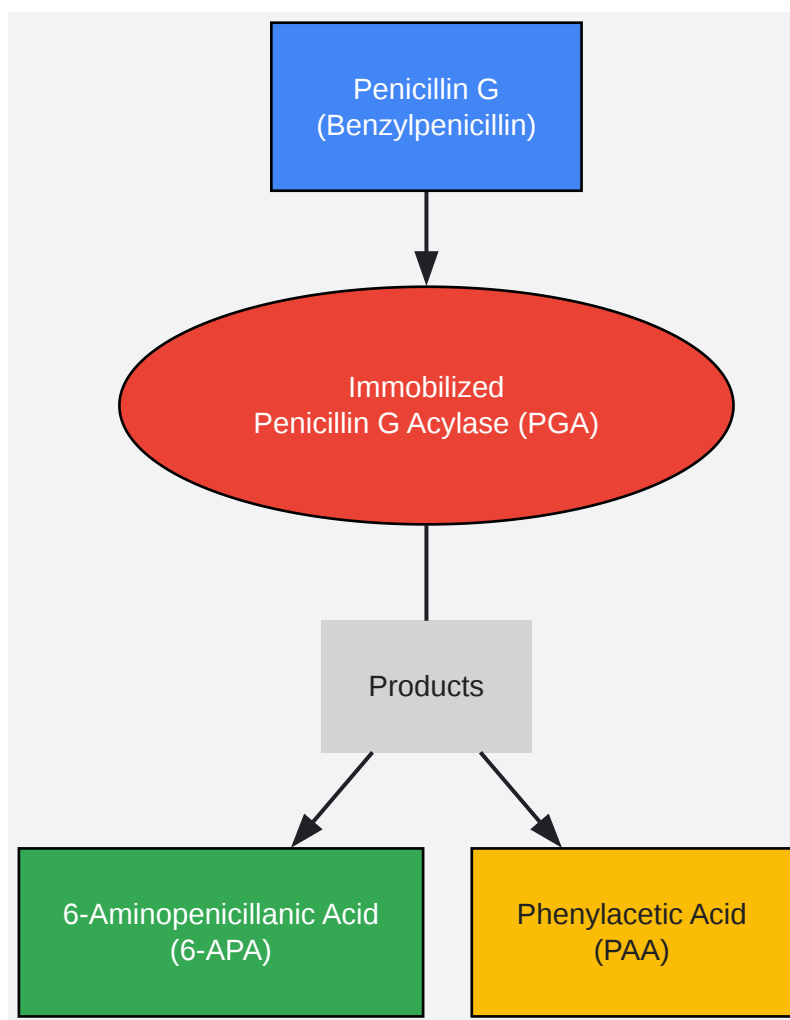 Penicillin G
(Benzylpenicillin)
Immobilized
Penicillin G Acylase (PGA)
Products
6-Aminopenicillanic Acid
(6-APA)
Phenylacetic Acid
(PAA)